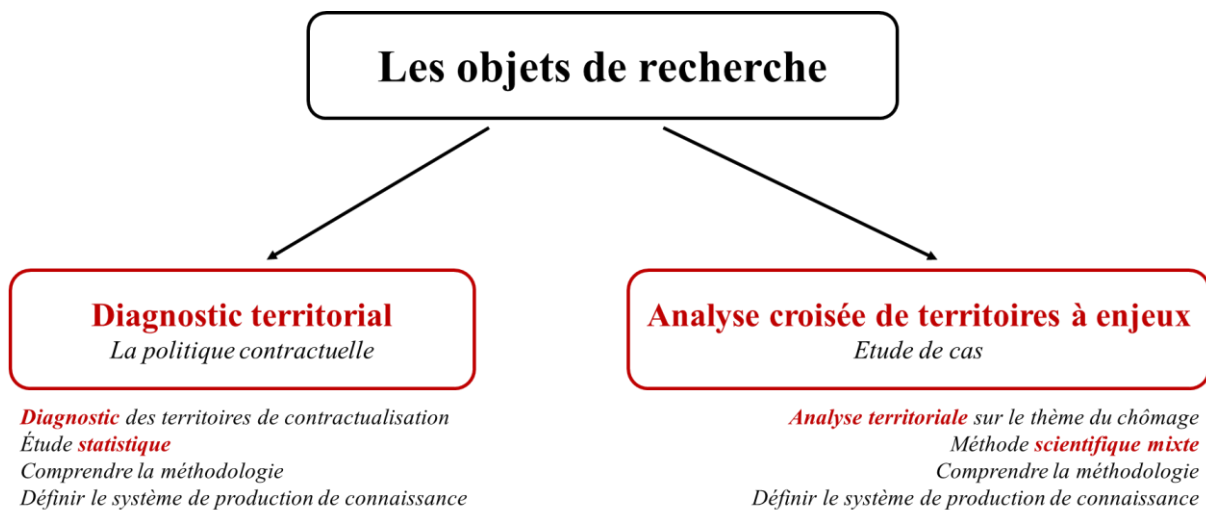 Les objets de recherche
Diagnostic territorial
La politique contractuelle
Diagnostic des territoires de contractualisation
Étude statistique
Comprendre la méthodologie
Définir le système de production de connaissance
Analyse croisée de territoires à enjeux
Etude de cas
Analyse territoriale sur le thème du chômage
Méthode scientifique mixte
Comprendre la méthodologie
Définir le système de production de connaissance